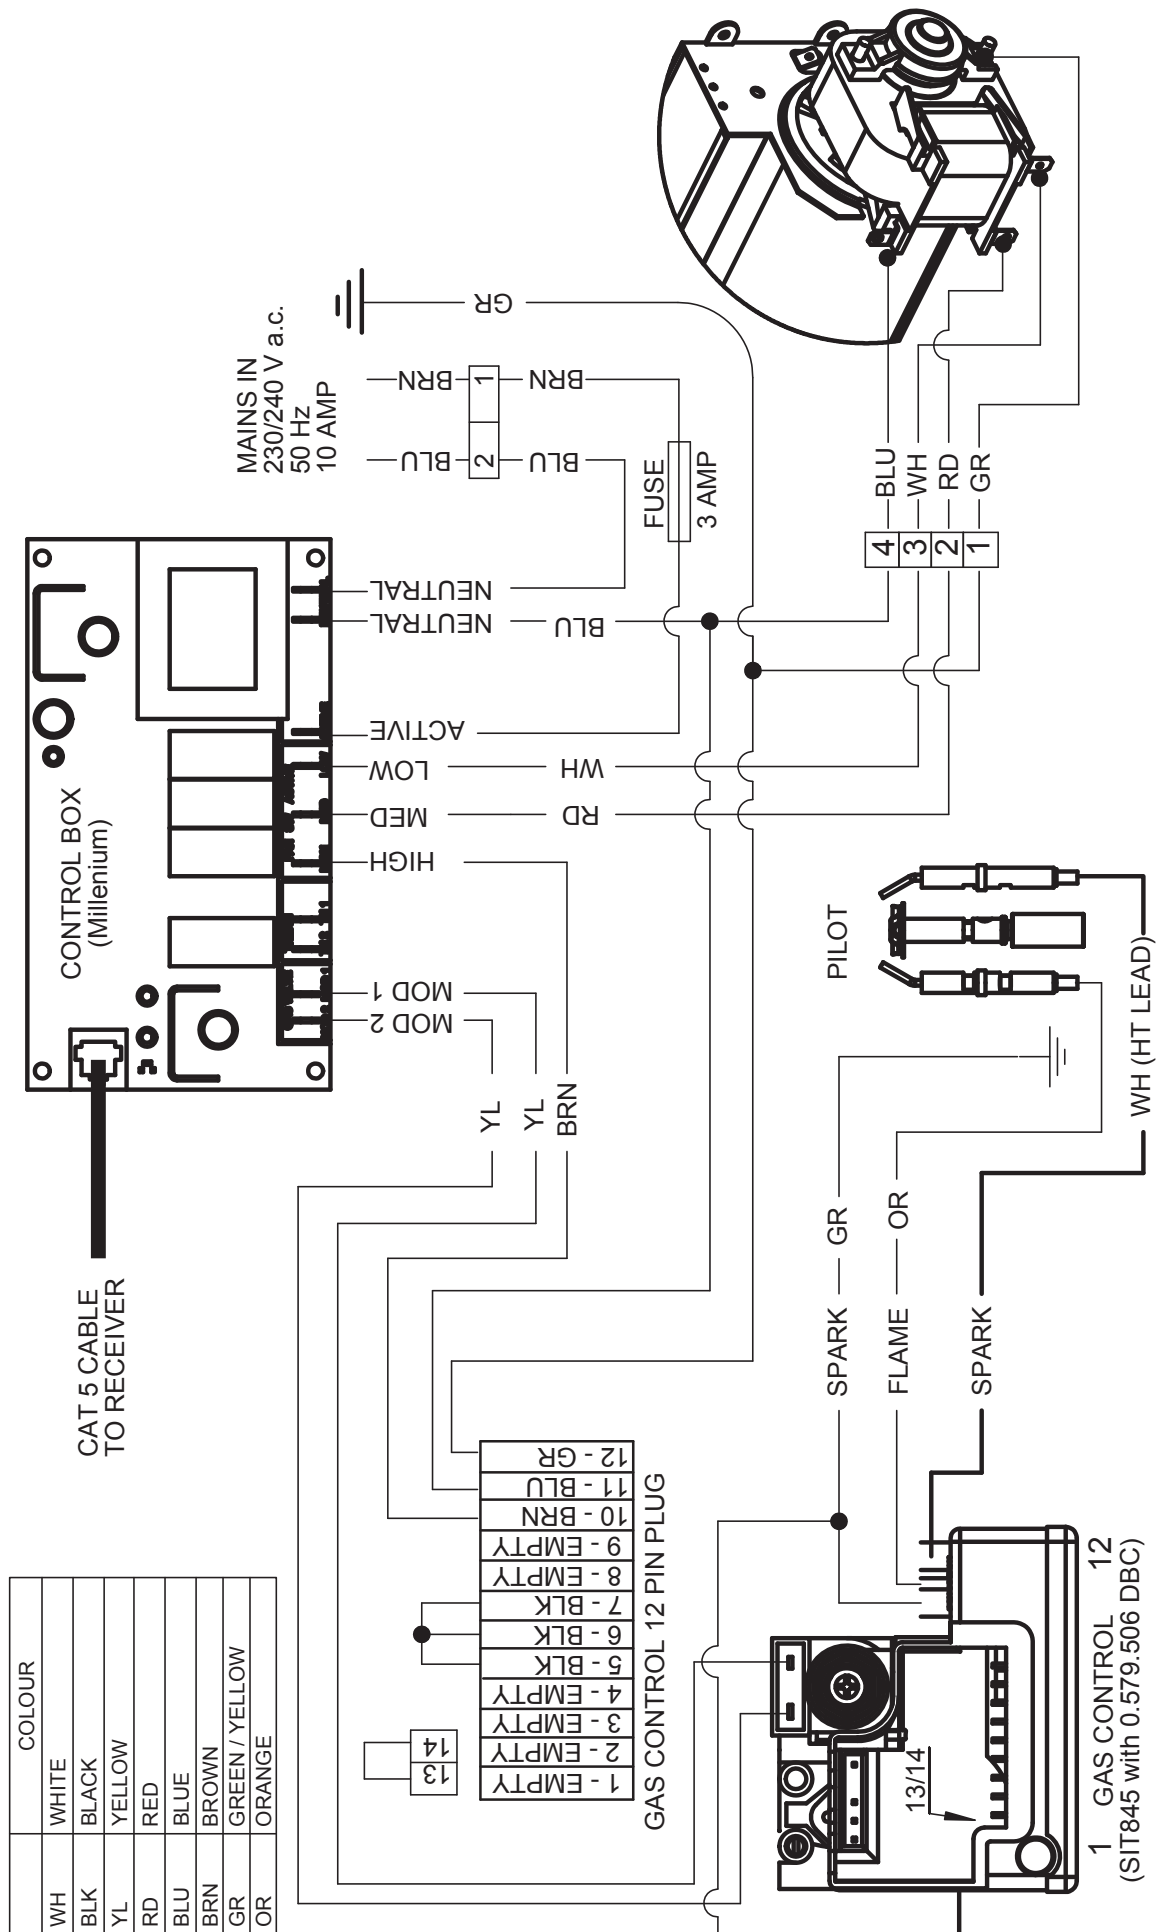 COLOUR
WH WHITE
BLK BLACK
YL YELLOW
RD RED
BLU BLUE
BRN BROWN
GR GREEN / YELLOW
OR ORANGE
CAT 5 CABLE
TO RECEIVER
CONTROL BOX
(Millenium)
MOD 2
MOD 1
HIGH
MED
LOW
ACTIVE
NEUTRAL
NEUTRAL
MAINS IN
230/240 V a.c.
50 Hz
10 AMP
BLU
BRN
2
1
BLU
BRN
GR
YL
YL
BRN
RD
WH
BLU
FUSE
3 AMP
13
14
1 - EMPTY
2 - EMPTY
3 - EMPTY
4 - EMPTY
5 - BLK
6 - BLK
7 - BLK
8 - EMPTY
9 - EMPTY
10 - BRN
11 - BLU
12 - GR
GAS CONTROL 12 PIN PLUG
4 BLU
3 WH
2 RD
1 GR
PILOT
SPARK GR
FLAME OR
SPARK
WH (HT LEAD)
13/14
1 GAS CONTROL 12
(SIT845 with 0.579.506 DBC)